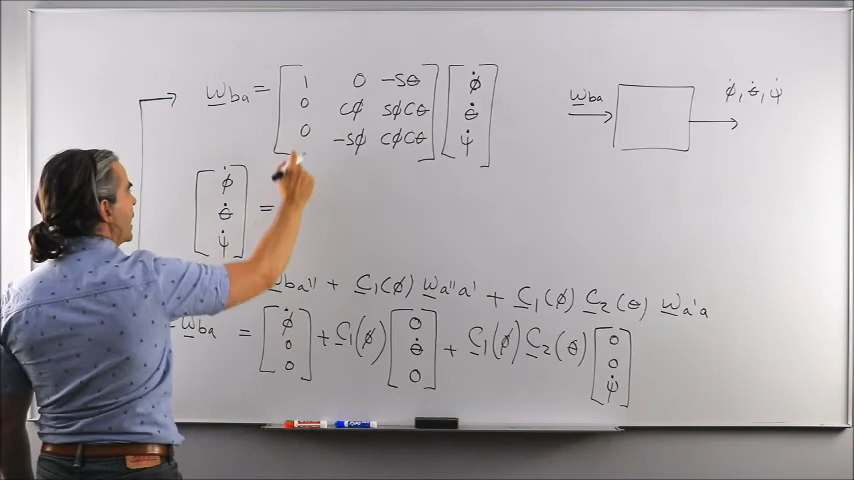 ω_ba = [ 1 0 -sθ ] [ φ̇ ]
[ 0 cφ sφcθ ] [ θ̇ ]
[ 0 -sφ cφcθ ] [ ψ̇ ]
ω_ba → φ̇, θ̇, ψ̇
[ φ̇ ]
[ θ̇ ] =
[ ψ̇ ]
ω_ba'' + C₁(φ) ω_a''a' + C₁(φ) C₂(θ) ω_a'a
ω_ba = [ φ̇ 0 0 ] + C₁(φ) [ 0 θ̇ 0 ] + C₁(φ) C₂(θ) [ 0 0 ψ̇ ]